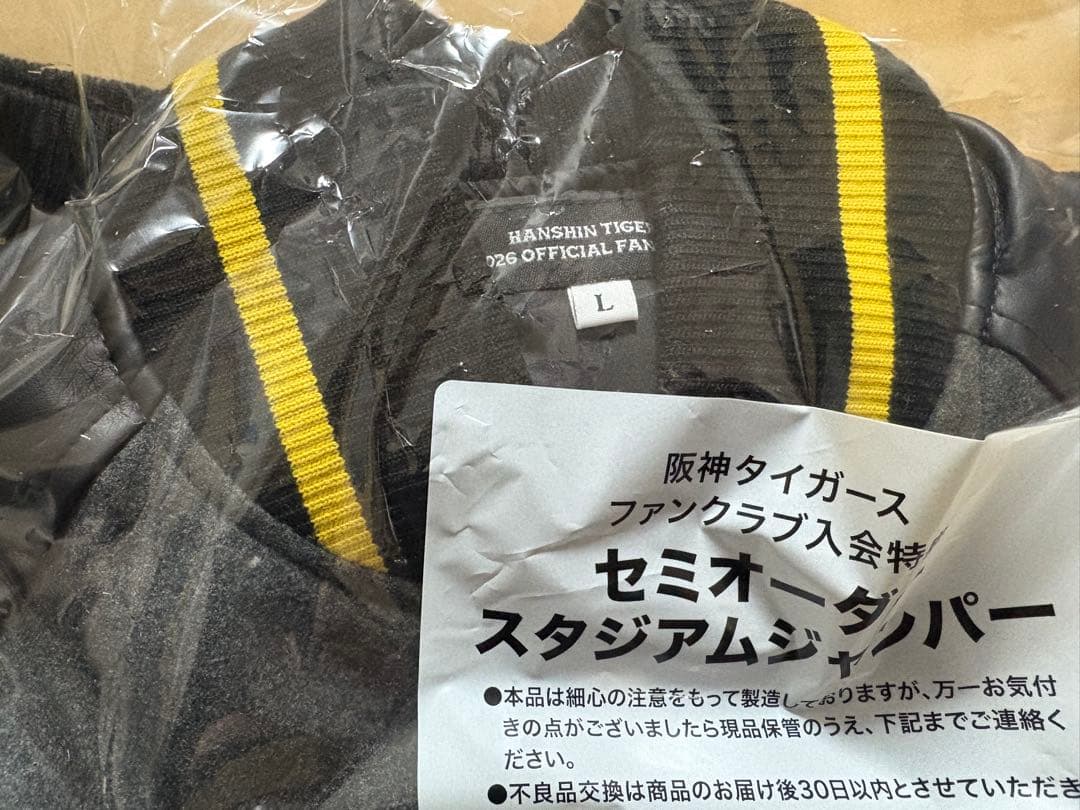 HANSHIN TIGE
026 OFFICIAL FAN
L
阪神タイガース
ファンクラブ入会特
セミオーダー
スタジアムジャンパー
●本品は細心の注意をもって製造しておりますが、万一お気付
きの点がございましたら現品保管のうえ、下記までご連絡く
ださい。
●不良品交換は商品のお届け後30日以内とさせていただき